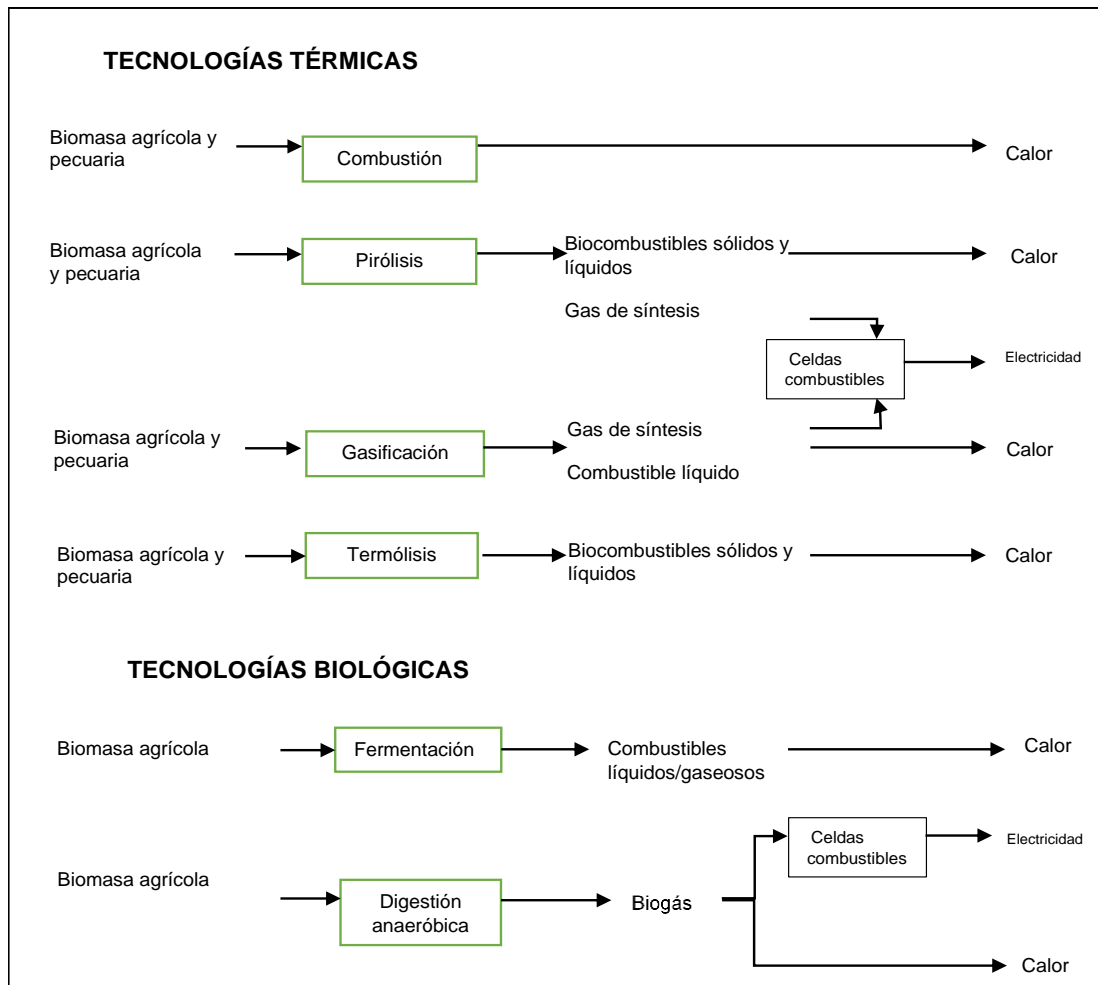 TECNOLOGÍAS TÉRMICAS
Biomasa agrícola y
pecuaria
Combustión
Calor
Biomasa agrícola
y pecuaria
Pirólisis
Biocombustibles sólidos y
líquidos
Calor
Gas de síntesis
Celdas
combustibles
Electricidad
Biomasa agrícola y
pecuaria
Gasificación
Gas de síntesis
Combustible líquido
Calor
Biomasa agrícola y
pecuaria
Termólisis
Biocombustibles sólidos y
líquidos
Calor
TECNOLOGÍAS BIOLÓGICAS
Biomasa agrícola
Fermentación
Combustibles
líquidos/gaseosos
Calor
Celdas
combustibles
Electricidad
Biomasa agrícola
Digestión
anaeróbica
Biogás
Calor